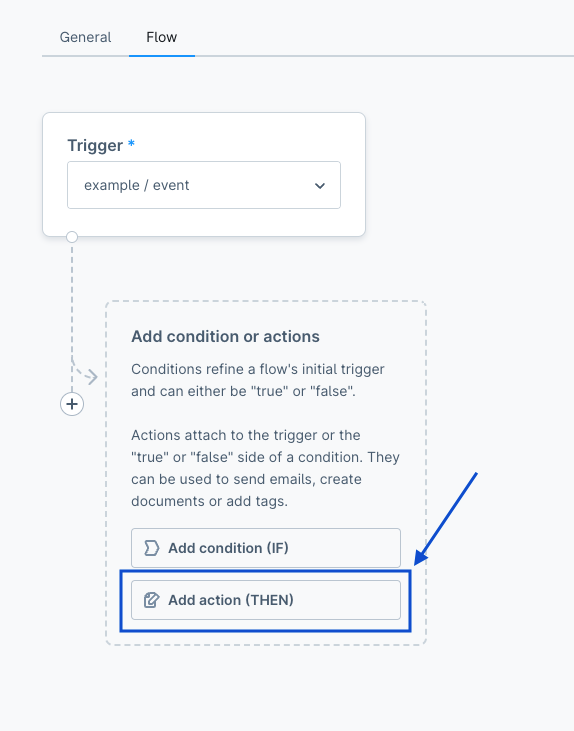 General Flow
Trigger *
example / event
Add condition or actions
Conditions refine a flow's initial trigger
and can either be "true" or "false".
Actions attach to the trigger or the
"true" or "false" side of a condition. They
can be used to send emails, create
documents or add tags.
Add condition (IF)
Add action (THEN)